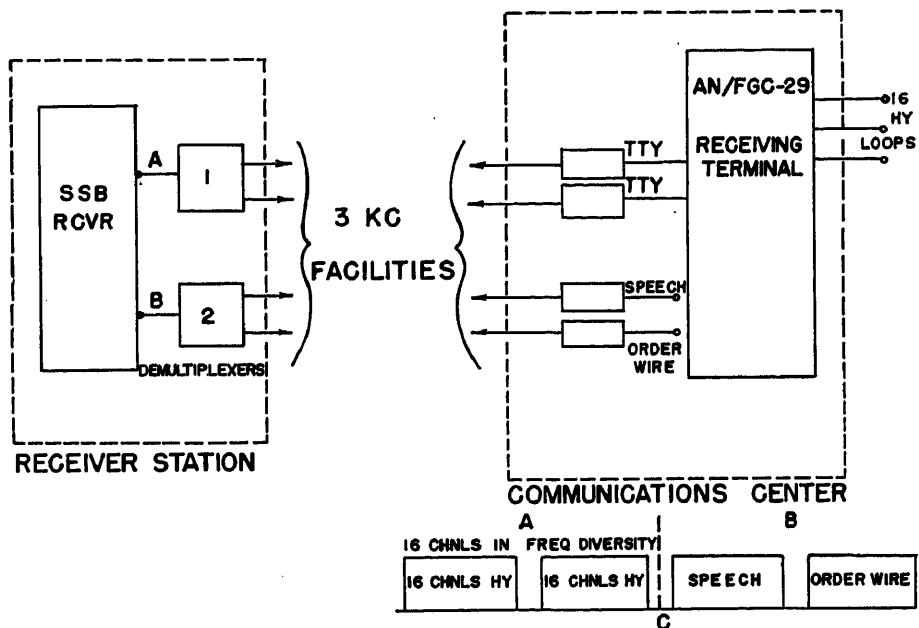 SSB
RCVR
A
1
B
2
DEMULTIPLEXERS
RECEIVER STATION
3 KC
FACILITIES
AN/FGC-29
RECEIVING
TERMINAL
TTY
TTY
SPEECH
ORDER
WIRE
16
HY
LOOPS
COMMUNICATIONS CENTER
A
B
16 CHNLS IN FREQ DIVERSITY
16 CHNLS HY
16 CHNLS HY
SPEECH
ORDER WIRE
C